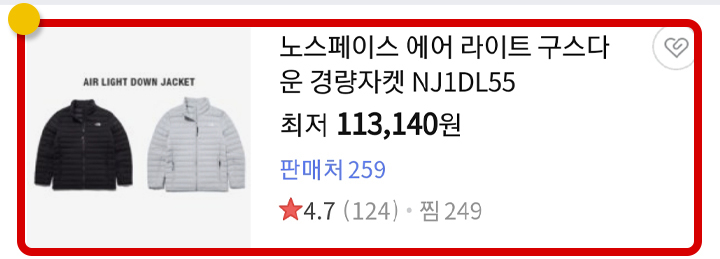 AIR LIGHT DOWN JACKET
노스페이스 에어 라이트 구스다
운 경량자켓 NJ1DL55
최저 113,140원
판매처 259
★4.7 (124) • 찜 249